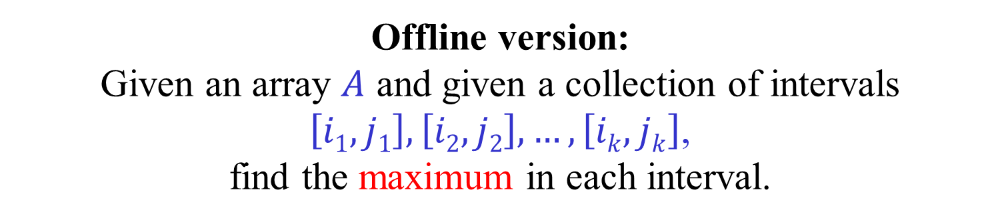 Offline version:
Given an array A and given a collection of intervals
[i₁, j₁], [i₂, j₂], … , [iₖ, jₖ],
find the maximum in each interval.